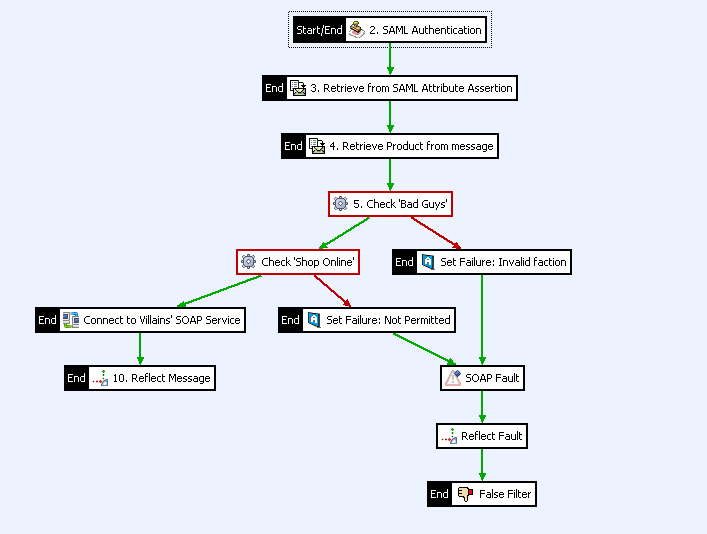 Start/End 2. SAML Authentication
End 3. Retrieve from SAML Attribute Assertion
End 4. Retrieve Product from message
5. Check 'Bad Guys'
Check 'Shop Online'
End Set Failure: Invalid faction
End Connect to Villains' SOAP Service
End Set Failure: Not Permitted
End 10. Reflect Message
SOAP Fault
Reflect Fault
End False Filter